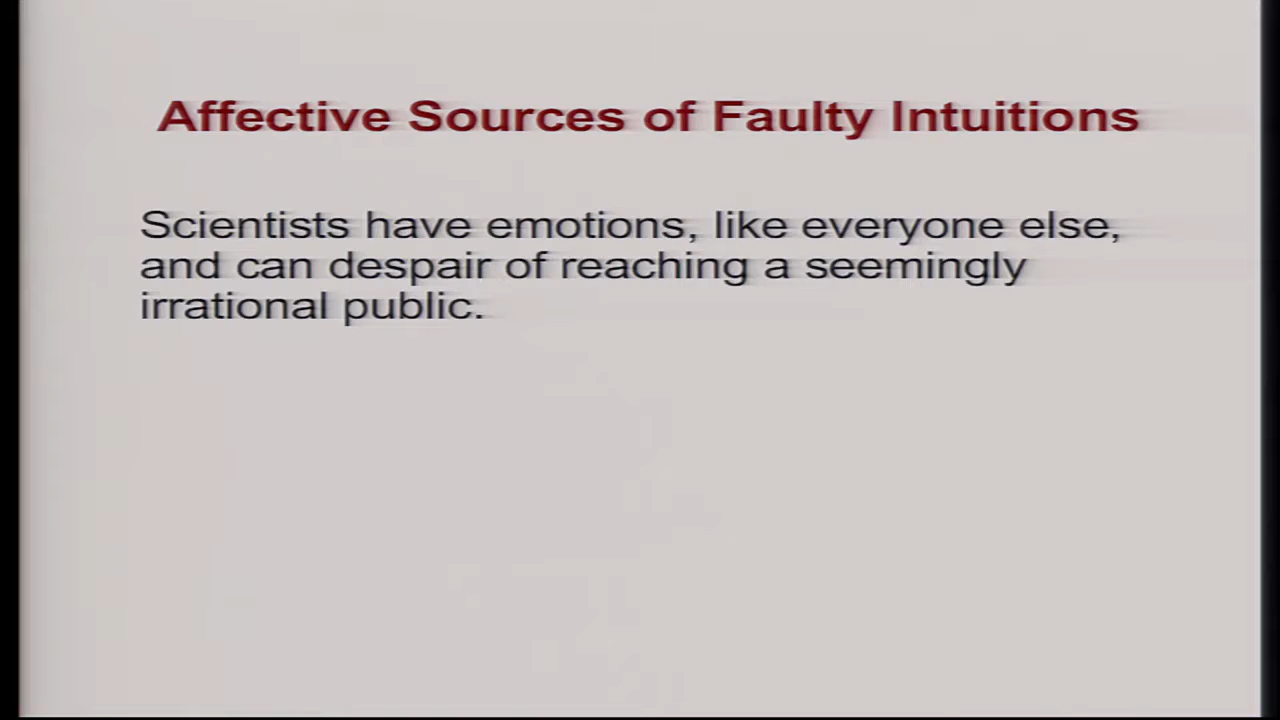 Affective Sources of Faulty Intuitions
Scientists have emotions, like everyone else,
and can despair of reaching a seemingly
irrational public.